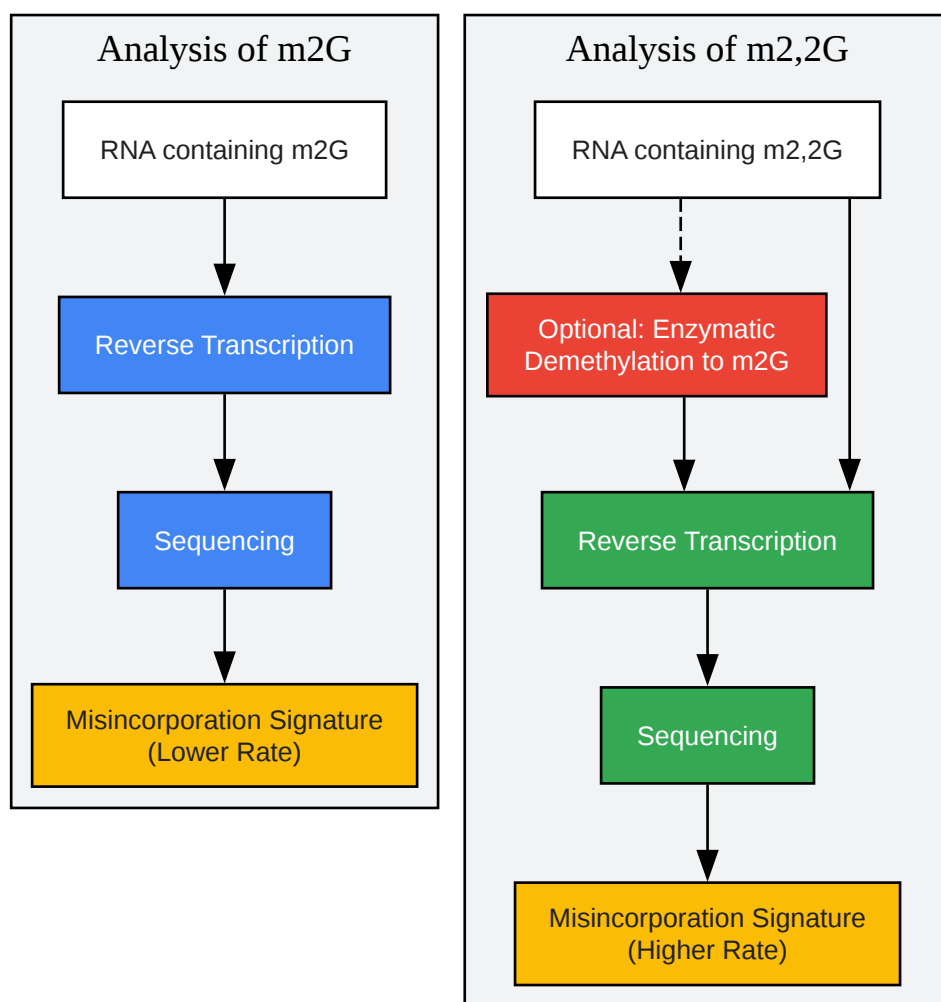 Analysis of m2G
RNA containing m2G
Reverse Transcription
Sequencing
Misincorporation Signature
(Lower Rate)
Analysis of m2,2G
RNA containing m2,2G
Optional: Enzymatic
Demethylation to m2G
Reverse Transcription
Sequencing
Misincorporation Signature
(Higher Rate)